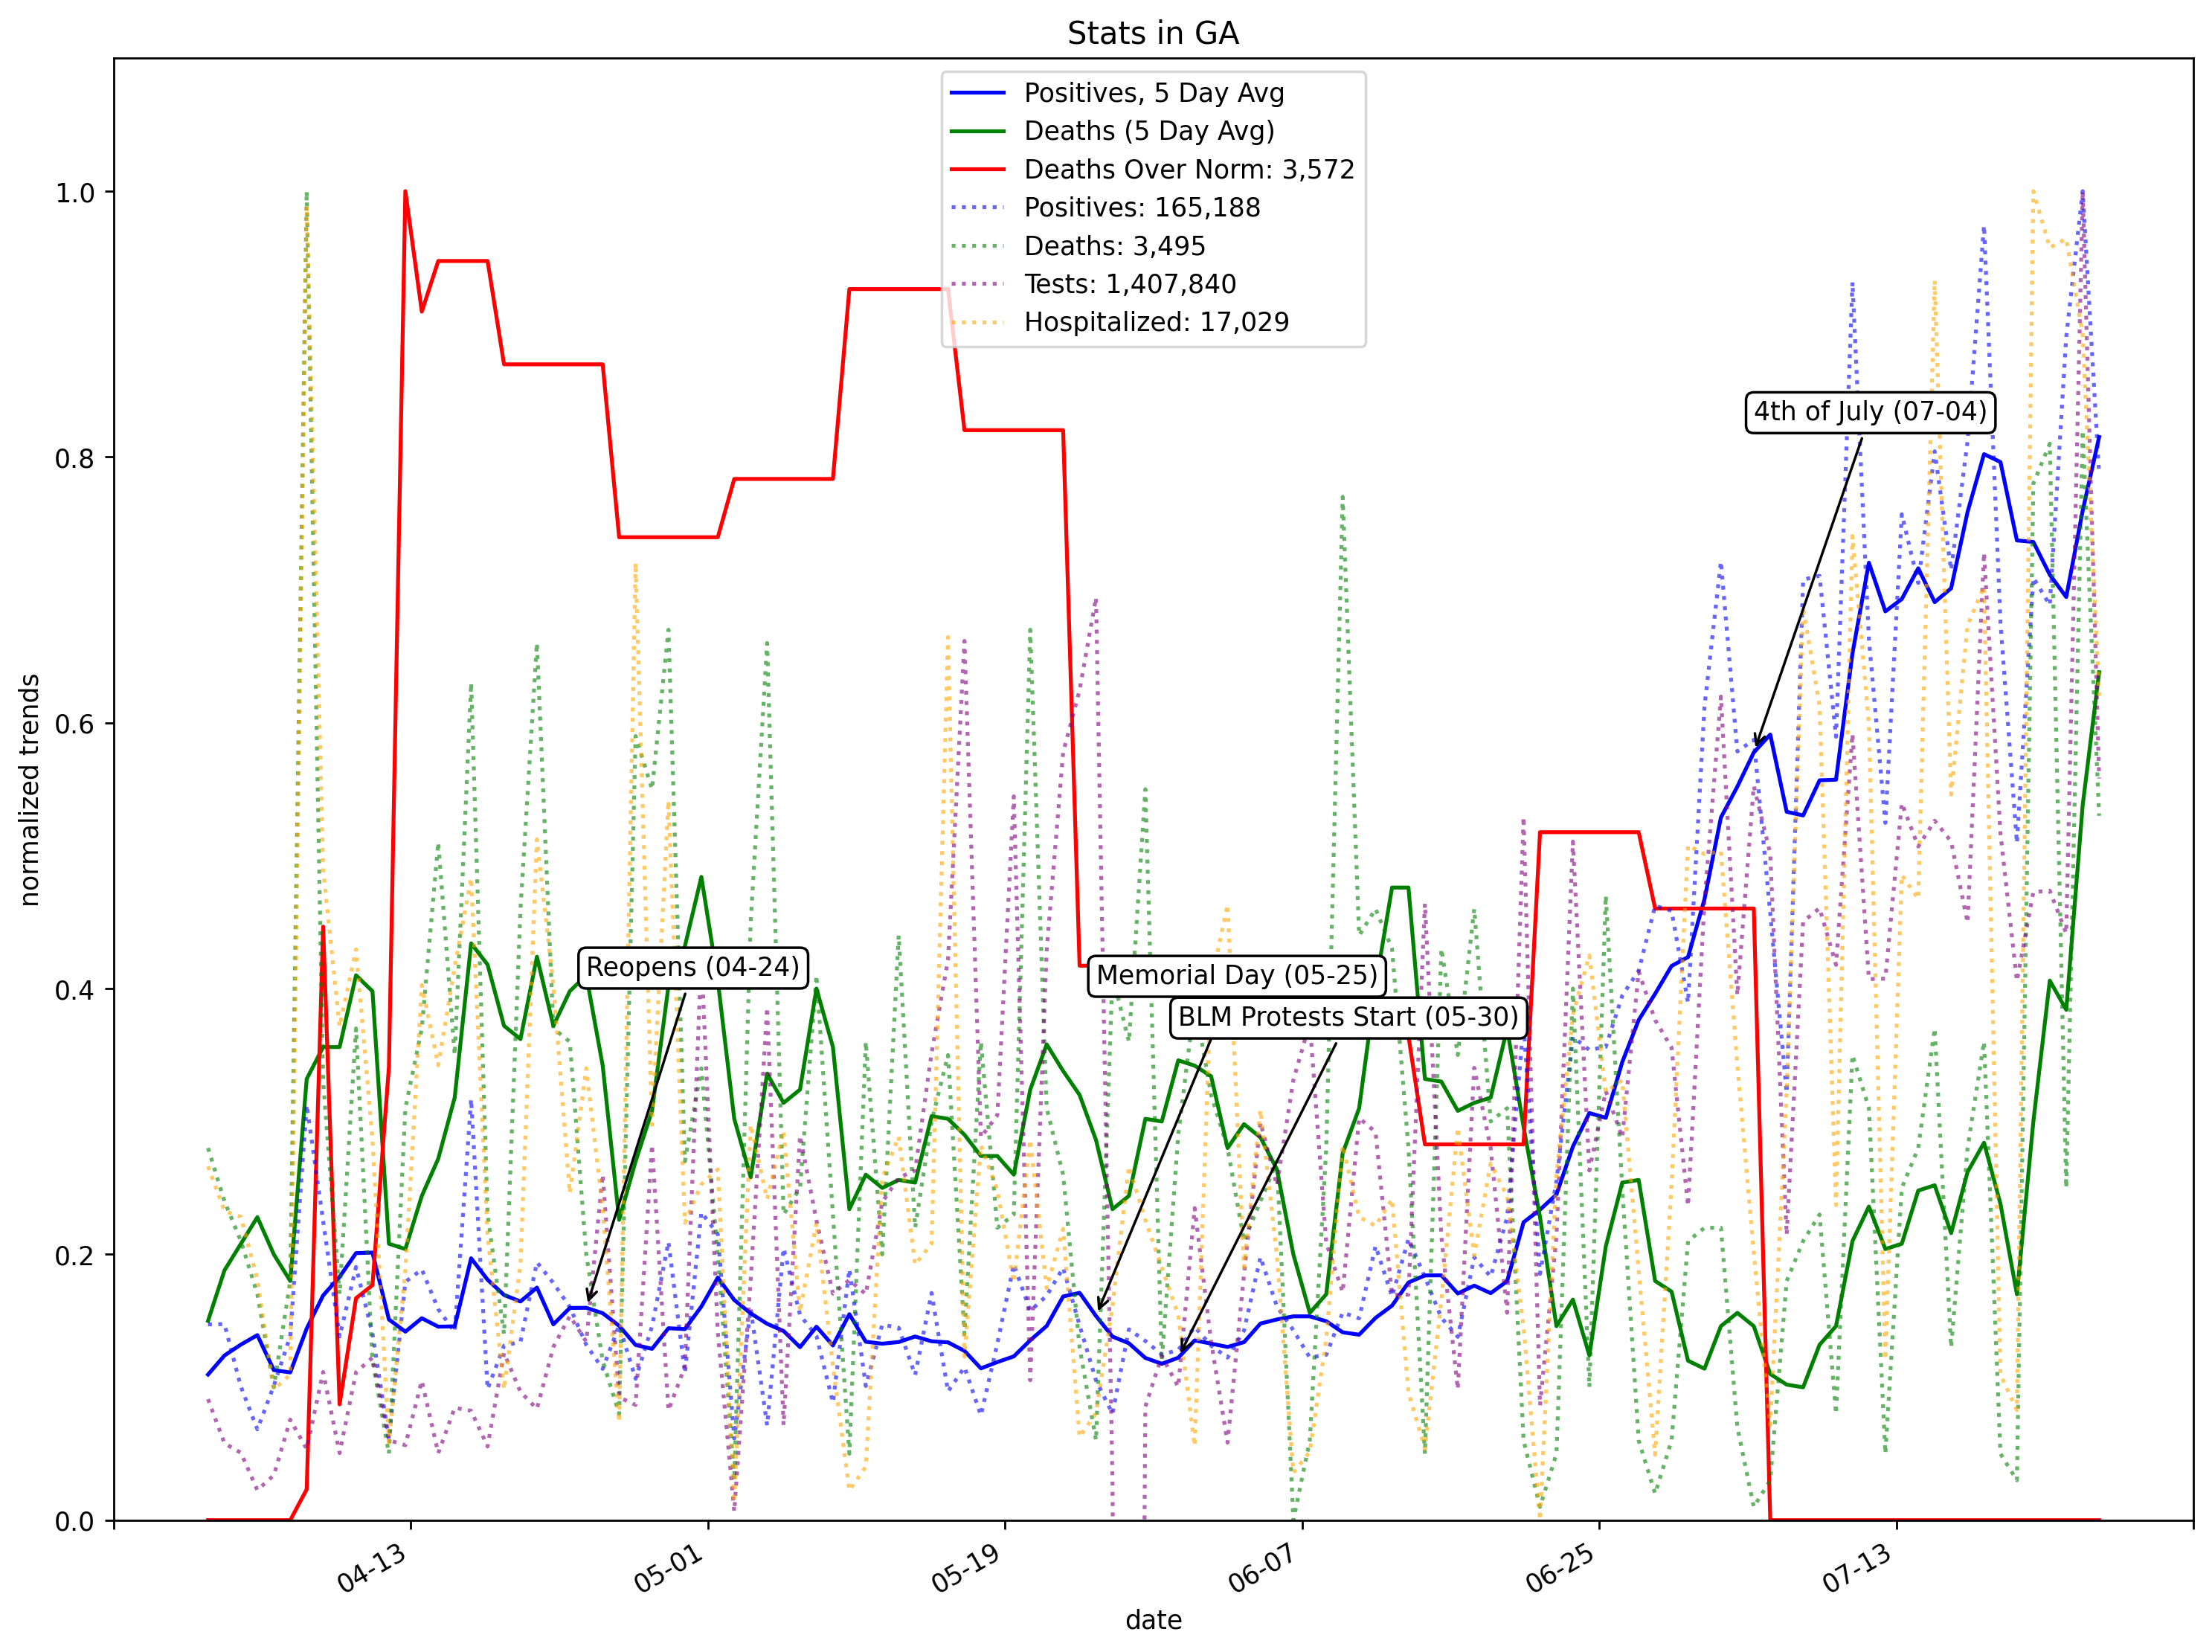 Stats in GA
Positives, 5 Day Avg
Deaths (5 Day Avg)
Deaths Over Norm: 3,572
Positives: 165,188
Deaths: 3,495
Tests: 1,407,840
Hospitalized: 17,029
4th of July (07-04)
Reopens (04-24)
Memorial Day (05-25)
BLM Protests Start (05-30)
normalized trends
1.0
0.8
0.6
0.4
0.2
0.0
04-13
05-01
05-19
06-07
06-25
07-13
date